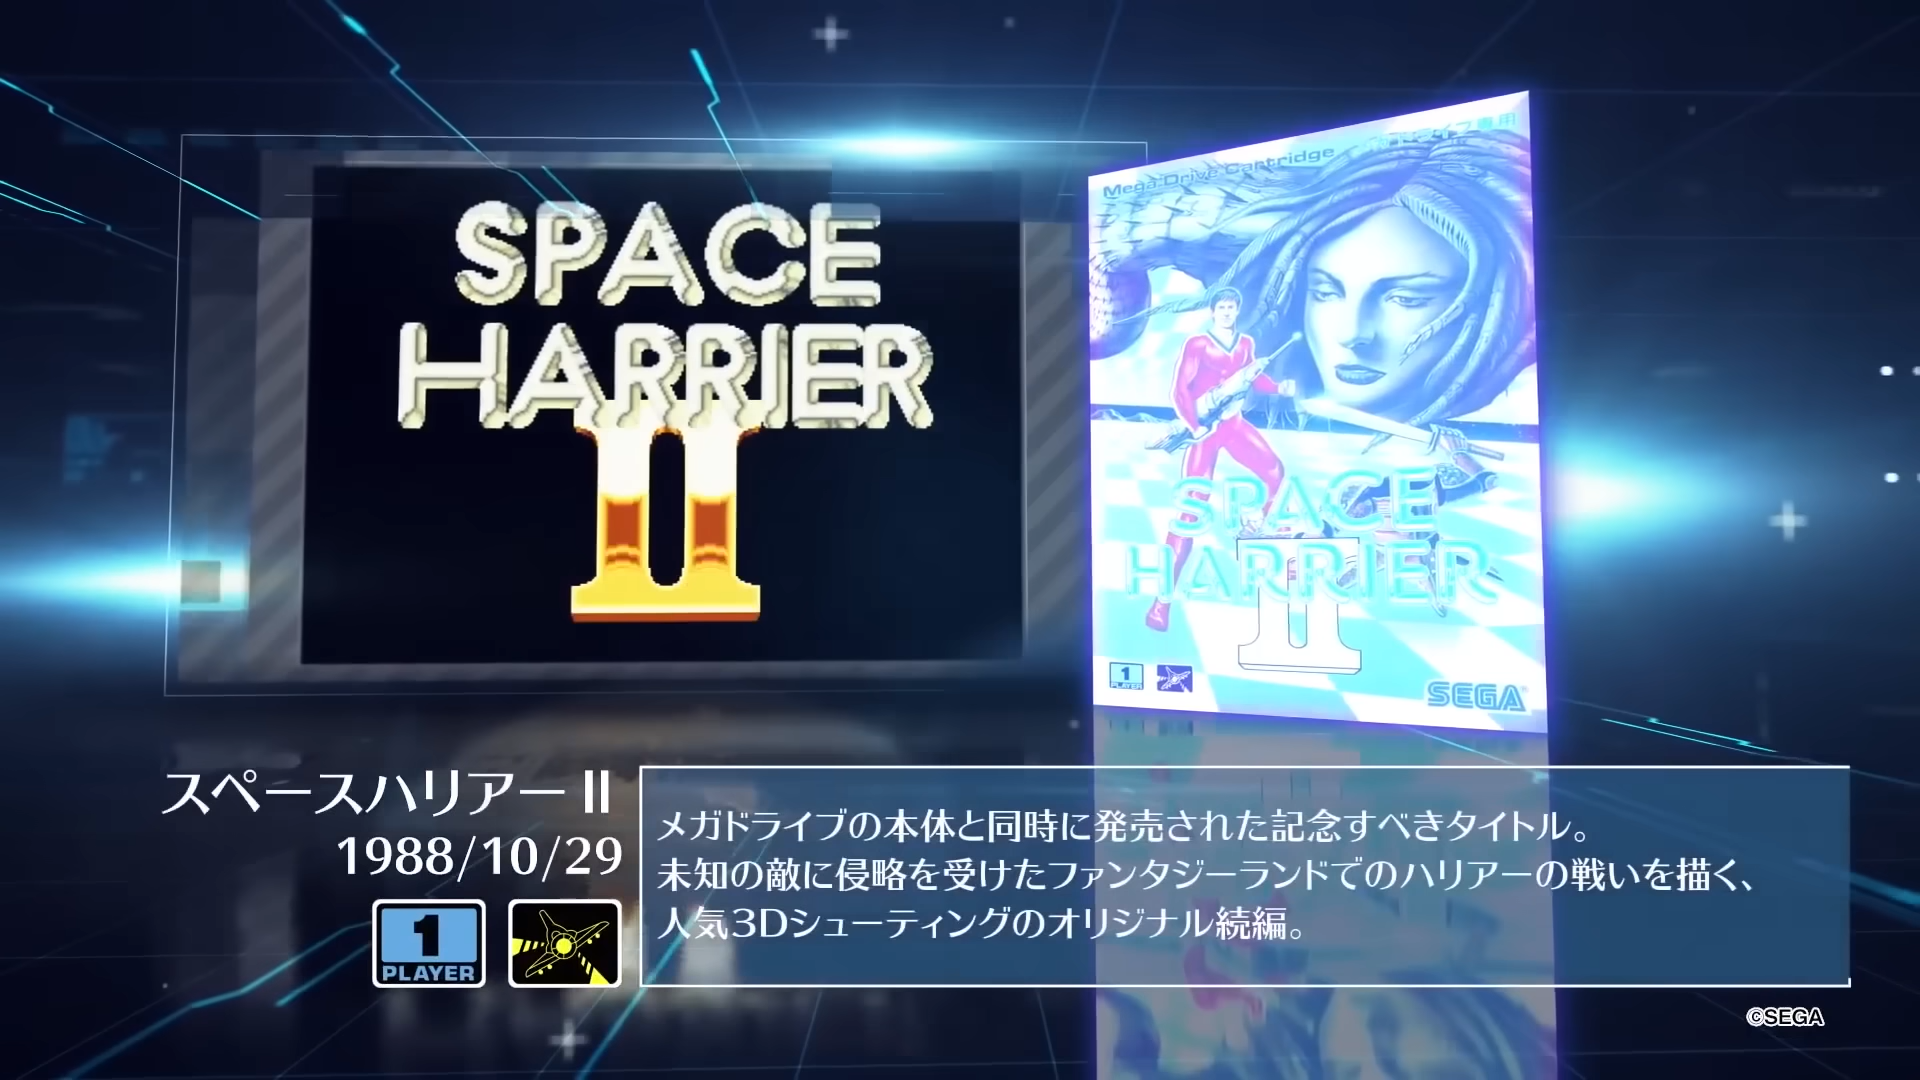 SPACE
HARRIER
II
Mega Drive Cartridge
SPACE
HARRIER
II
1
PLAYER
SEGA
スペースハリアーⅡ
1988/10/29
1
PLAYER
メガドライブの本体と同時に発売された記念すべきタイトル。
未知の敵に侵略を受けたファンタジーランドでのハリアーの戦いを描く、
人気3Dシューティングのオリジナル続編。
©SEGA